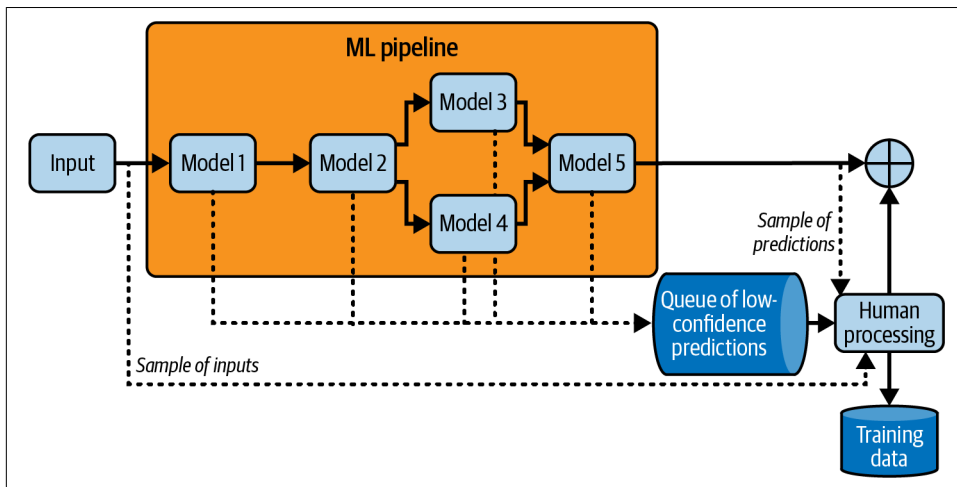 ML pipeline
Model 3
Input
Model 1
Model 2
Model 5
Model 4
Sample of
predictions
Queue of low-
confidence
predictions
Human
processing
Sample of inputs
Training
data